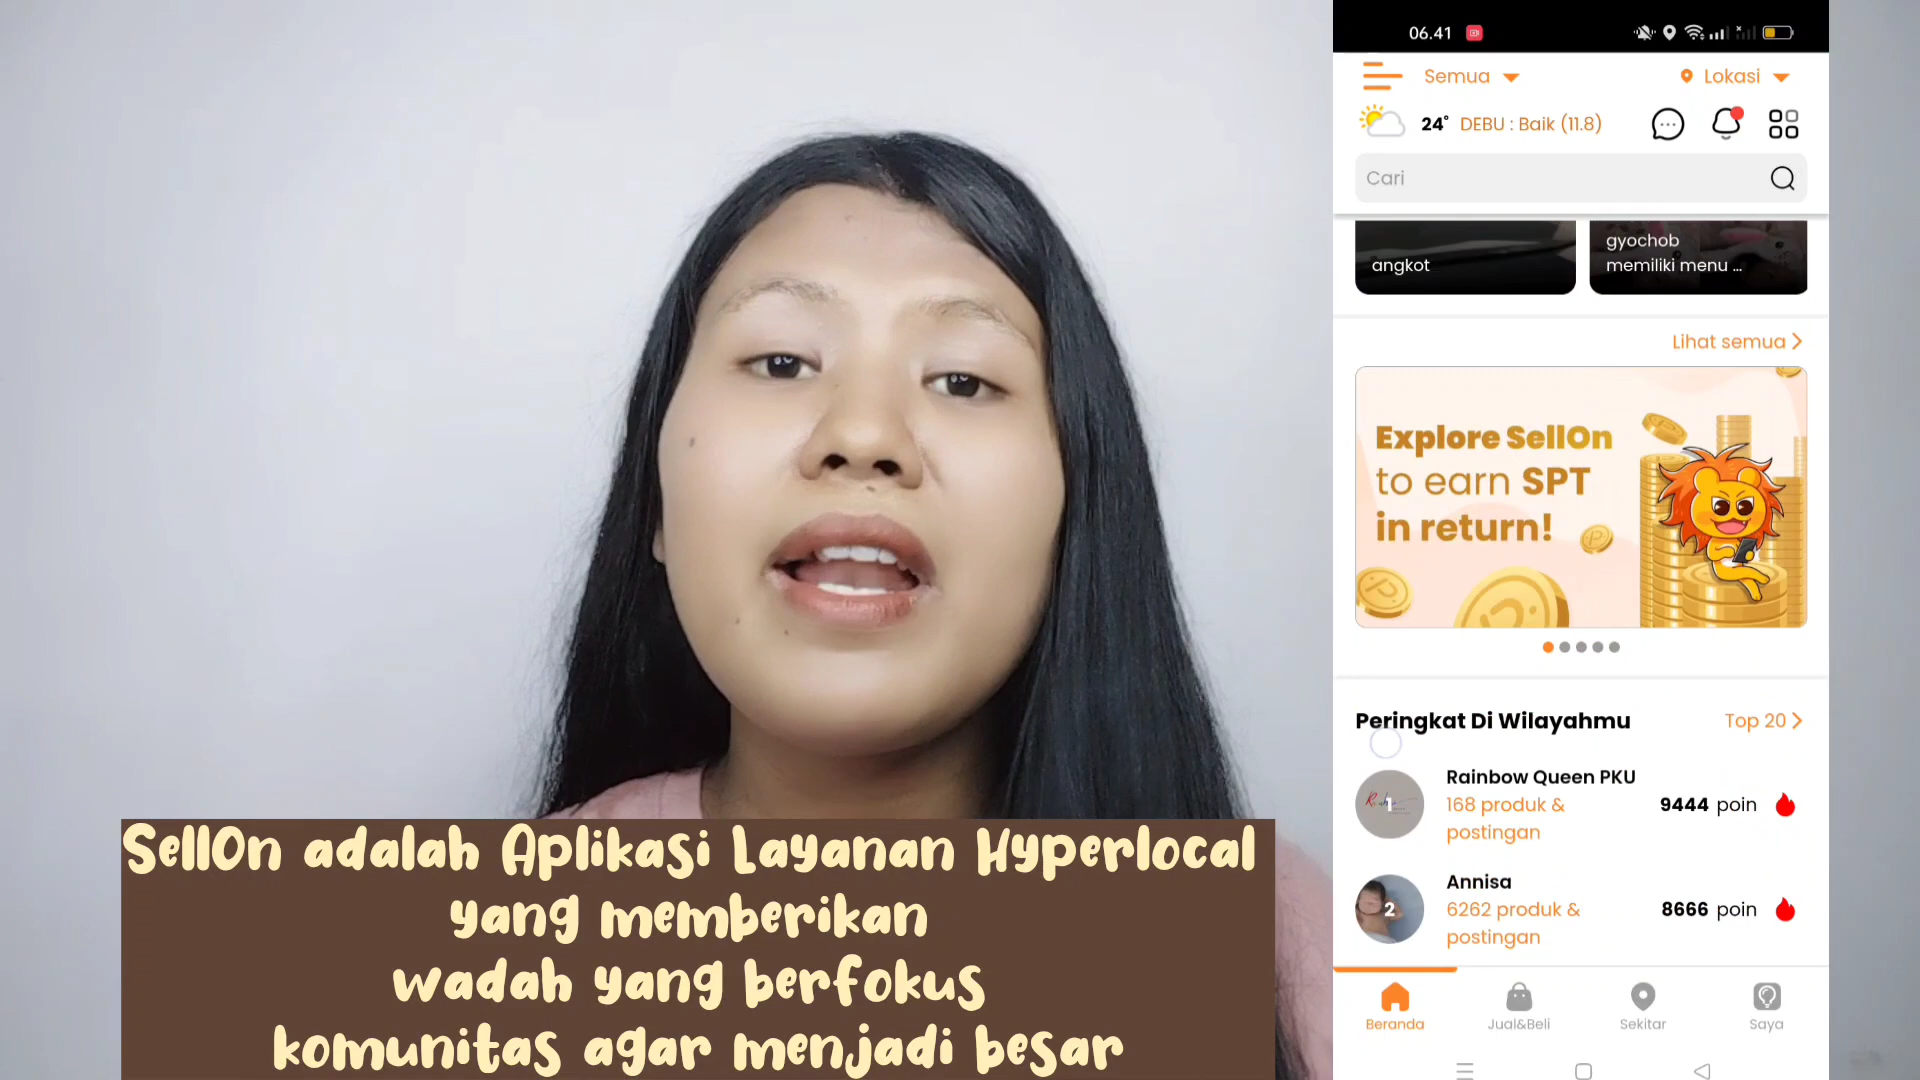 06.41
Semua
Lokasi
24° DEBU : Baik (11.8)
Cari
angkot
gyochob
memiliki menu ...
Lihat semua
Explore SellOn
to earn SPT
in return!
Peringkat Di Wilayahmu
Top 20
1
Rainbow Queen PKU
168 produk &
postingan
9444 poin
2
Annisa
6262 produk &
postingan
8666 poin
Beranda
Jual&Beli
Sekitar
Saya
SellOn adalah Aplikasi Layanan Hyperlocal
yang memberikan
wadah yang berfokus
komunitas agar menjadi besar